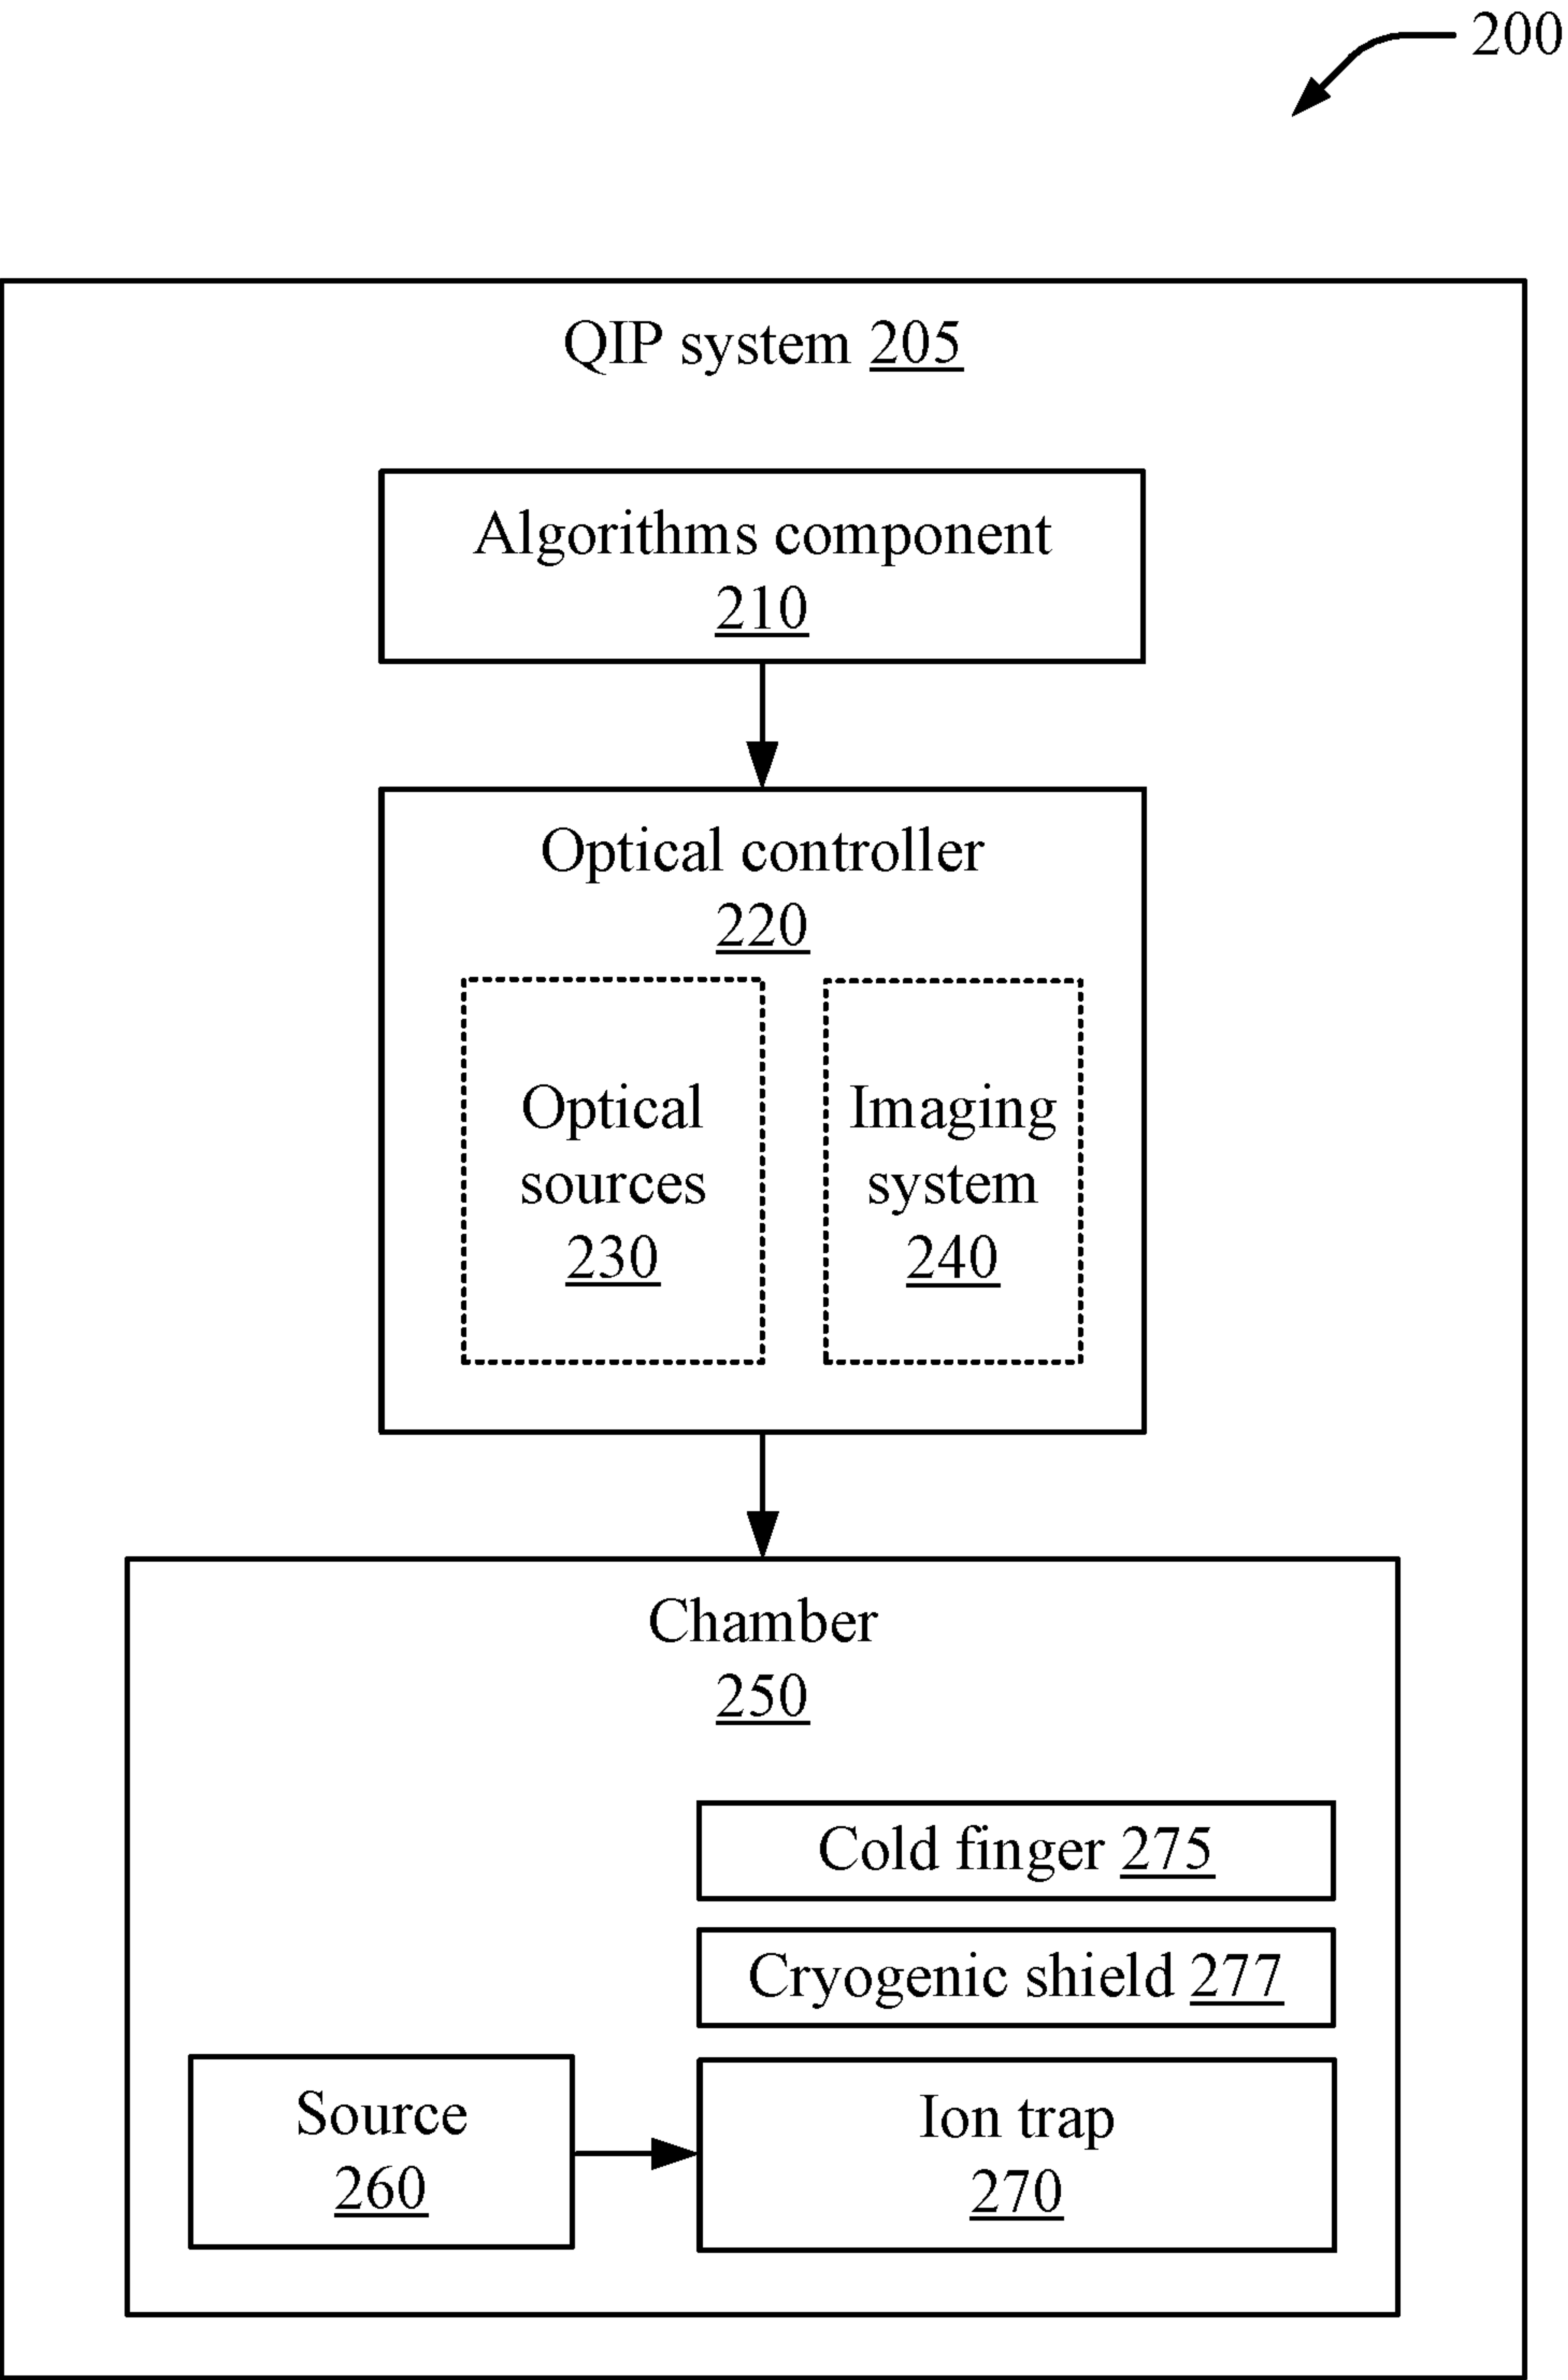 200
QIP system 205
Algorithms component
210
Optical controller
220
Optical
sources
230
Imaging
system
240
Chamber
250
Cold finger 275
Cryogenic shield 277
Source
260
Ion trap
270